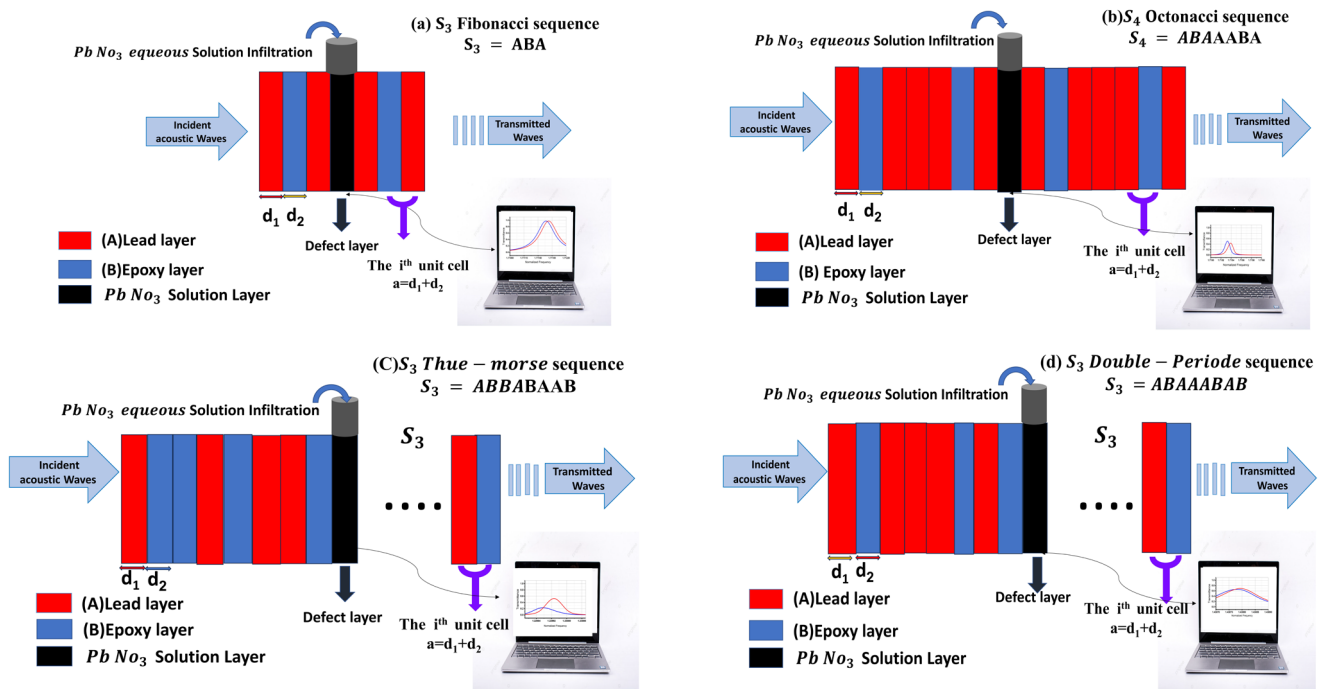 (a) S₃ Fibonacci sequence
S₃ = ABA
Pb No₃ equeous Solution Infiltration
Incident
acoustic Waves
Transmitted
Waves
d₁ d₂
Defect layer
The iᵗʰ unit cell
a=d₁+d₂
(A)Lead layer
(B)Epoxy layer
Pb No₃ Solution Layer
(b)S₄ Octonacci sequence
S₄ = ABAAABA
Pb No₃ equeous Solution Infiltration
Incident
acoustic Waves
Transmitted
Waves
d₁ d₂
Defect layer
The iᵗʰ unit cell
a=d₁+d₂
(A)Lead layer
(B) Epoxy layer
Pb No₃ Solution Layer
(C)S₃ Thue − morse sequence
S₃ = ABBABAAB
Pb No₃ equeous Solution Infiltration
Incident
acoustic Waves
S₃
Transmitted
Waves
d₁ d₂
Defect layer
The iᵗʰ unit cell
a=d₁+d₂
(A)Lead layer
(B)Epoxy layer
Pb No₃ Solution Layer
(d) S₃ Double − Periode sequence
S₃ = ABAAABAB
Pb No₃ equeous Solution Infiltration
Incident
acoustic Waves
S₃
Transmitted
Waves
d₁ d₂
Defect layer
The iᵗʰ unit cell
a=d₁+d₂
(A)Lead layer
(B)Epoxy layer
Pb No₃ Solution Layer